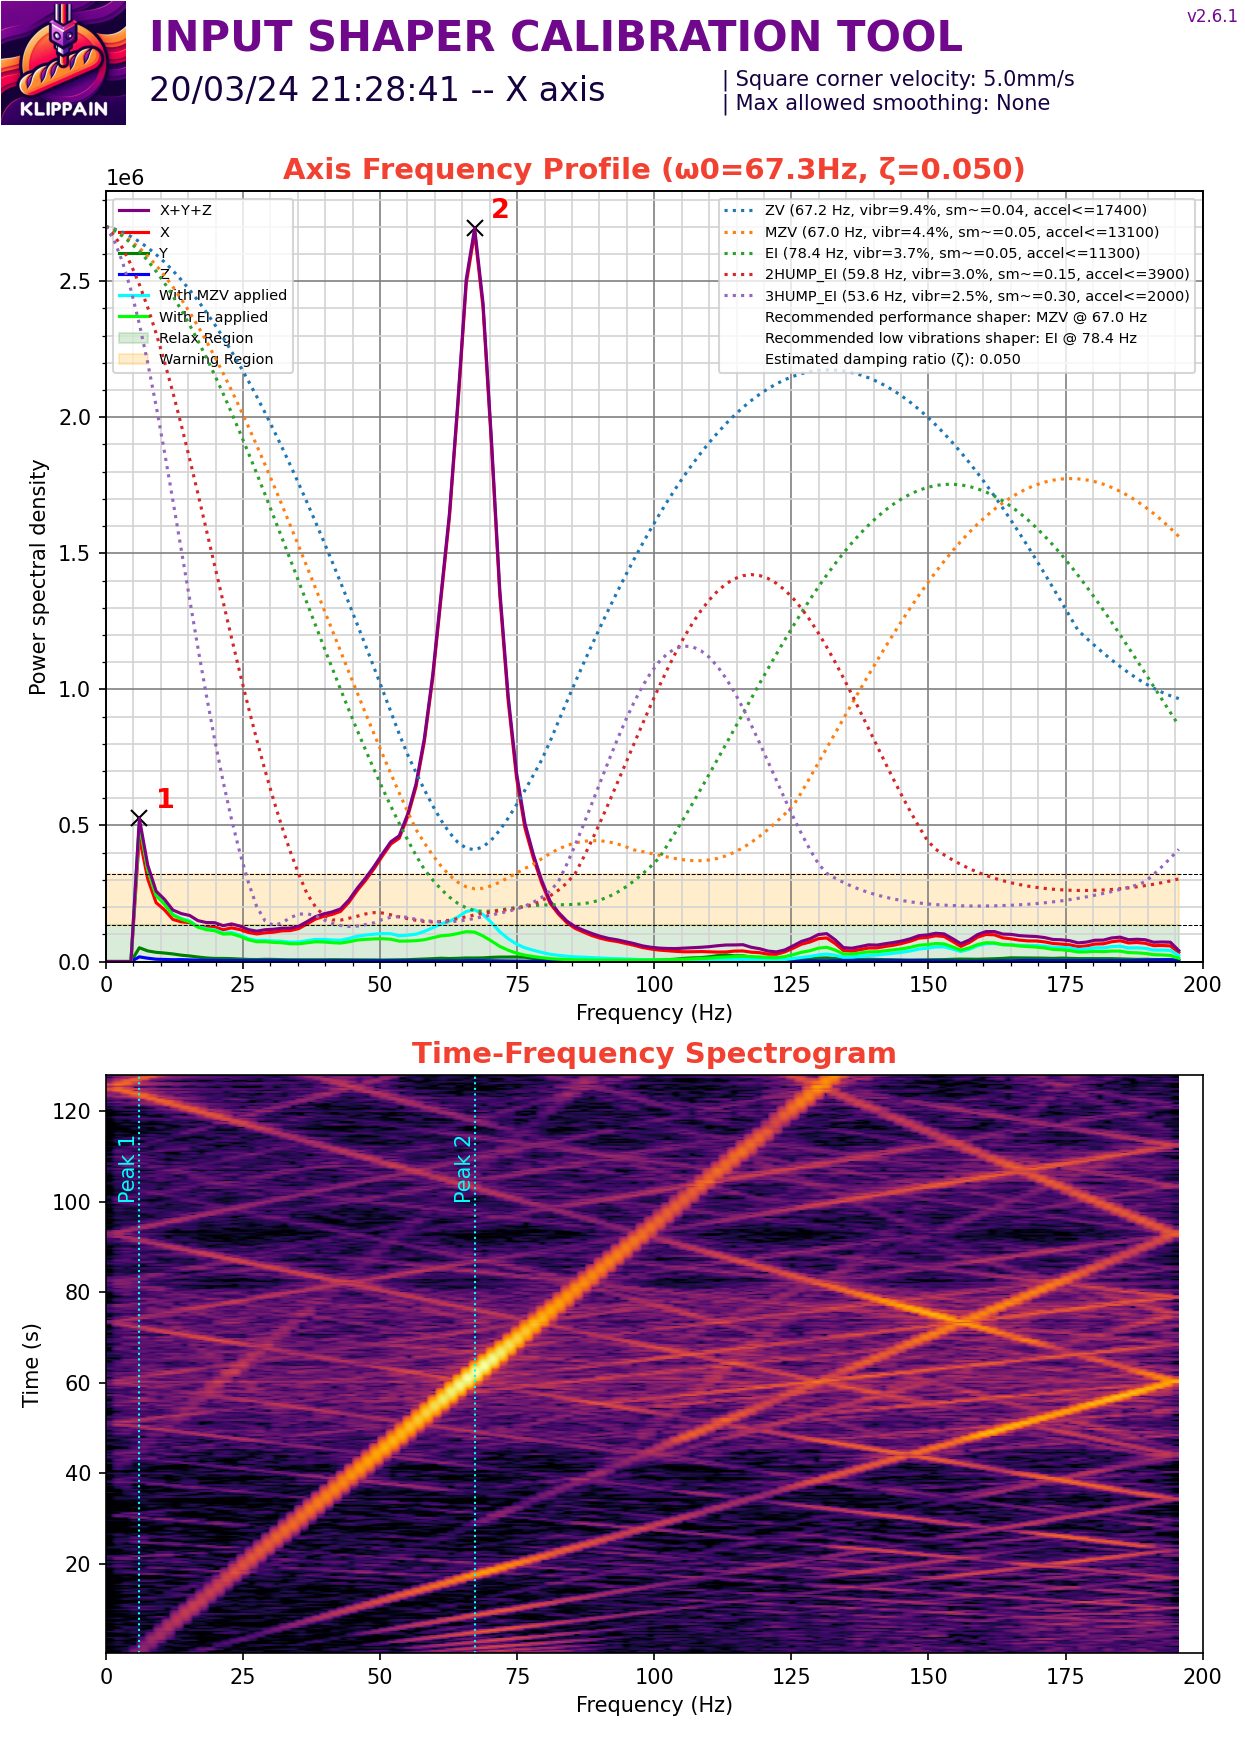 v2.6.1
INPUT SHAPER CALIBRATION TOOL
20/03/24 21:28:41 -- X axis
| Square corner velocity: 5.0mm/s
| Max allowed smoothing: None
KLIPPAIN
Axis Frequency Profile (ω0=67.3Hz, ζ=0.050)
1e6
X+Y+Z
X
Y
Z
With MZV applied
With EI applied
Relax Region
Warning Region
ZV (67.2 Hz, vibr=9.4%, sm~=0.04, accel<=17400)
MZV (67.0 Hz, vibr=4.4%, sm~=0.05, accel<=13100)
EI (78.4 Hz, vibr=3.7%, sm~=0.05, accel<=11300)
2HUMP_EI (59.8 Hz, vibr=3.0%, sm~=0.15, accel<=3900)
3HUMP_EI (53.6 Hz, vibr=2.5%, sm~=0.30, accel<=2000)
Recommended performance shaper: MZV @ 67.0 Hz
Recommended low vibrations shaper: EI @ 78.4 Hz
Estimated damping ratio (ζ): 0.050
2
1
Power spectral density
2.5
2.0
1.5
1.0
0.5
0.0
0 25 50 75 100 125 150 175 200
Frequency (Hz)
Time-Frequency Spectrogram
Peak 1
Peak 2
Time (s)
120
100
80
60
40
20
0 25 50 75 100 125 150 175 200
Frequency (Hz)